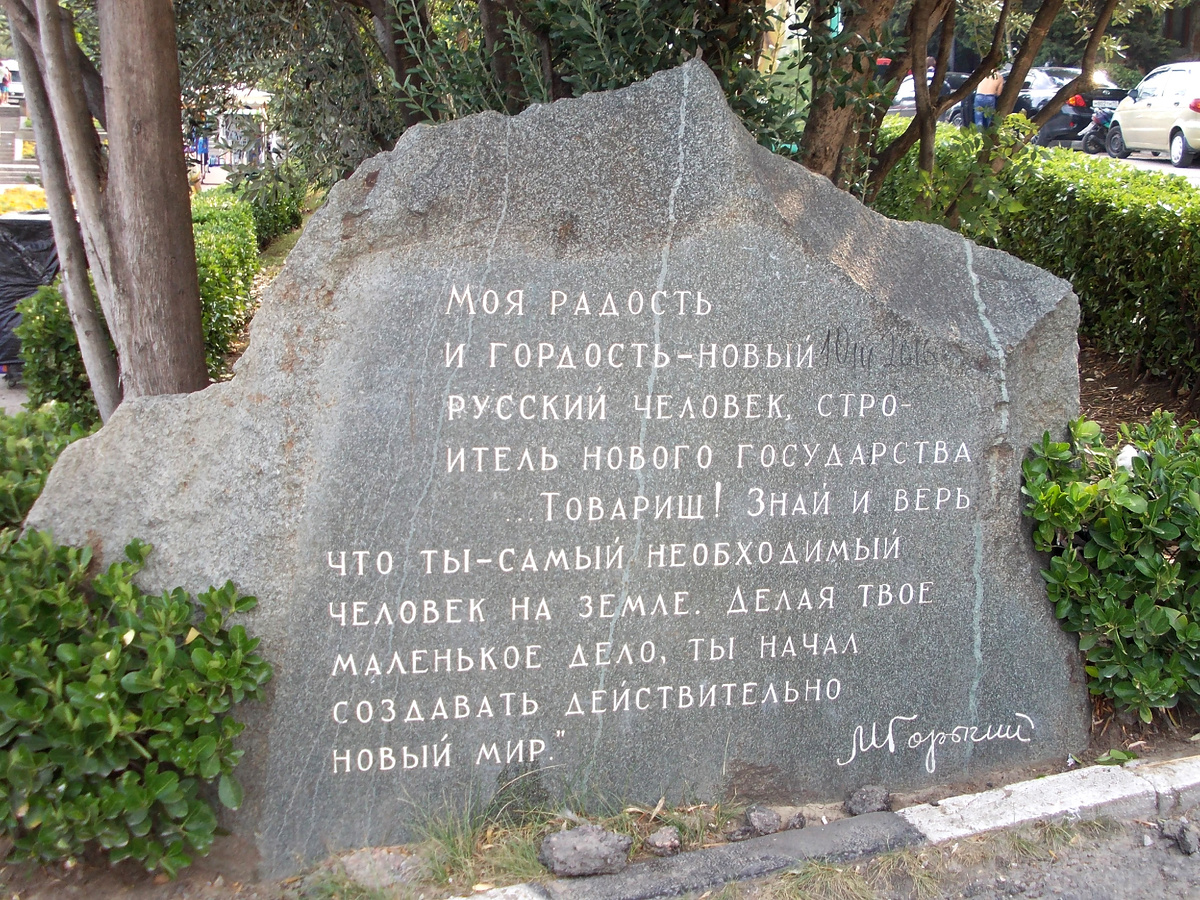 Моя радость
и гордость-новый
русский человек, стро-
итель нового государства
...Товарищ! Знай и верь
что ты-самый необходимый
человек на земле. Делая твое
маленькое дело, ты начал
создавать действительно
новый мир."
М Горький